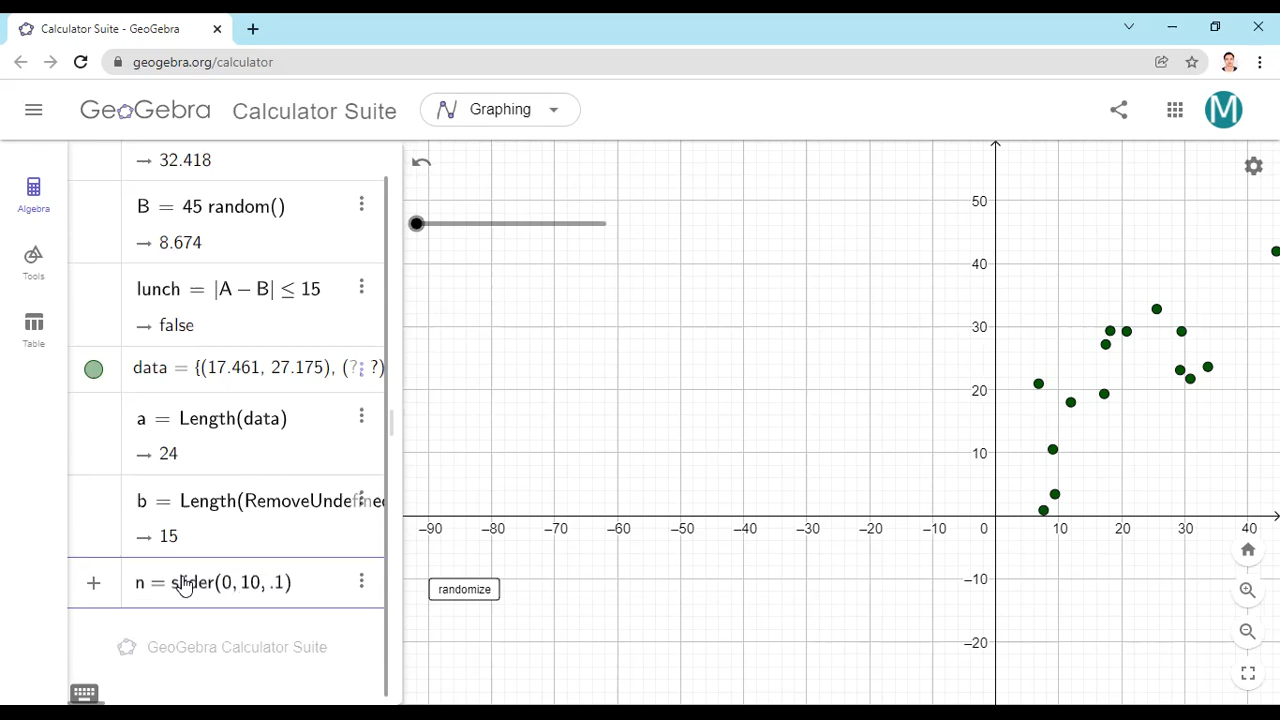 Calculator Suite - GeoGebra
geogebra.org/calculator
GeoGebra Calculator Suite Graphing M
→ 32.418
B = 45 random()
→ 8.674
lunch = |A − B| ≤ 15
→ false
data = {(17.461, 27.175), (? ?)
a = Length(data)
→ 24
b = Length(RemoveUndefined
→ 15
n = slider(0, 10, .1)
GeoGebra Calculator Suite
Algebra
Tools
Table
50
40
30
20
10
−90 −80 −70 −60 −50 −40 −30 −20 −10 0 10 20 30 40
−10
−20
randomize